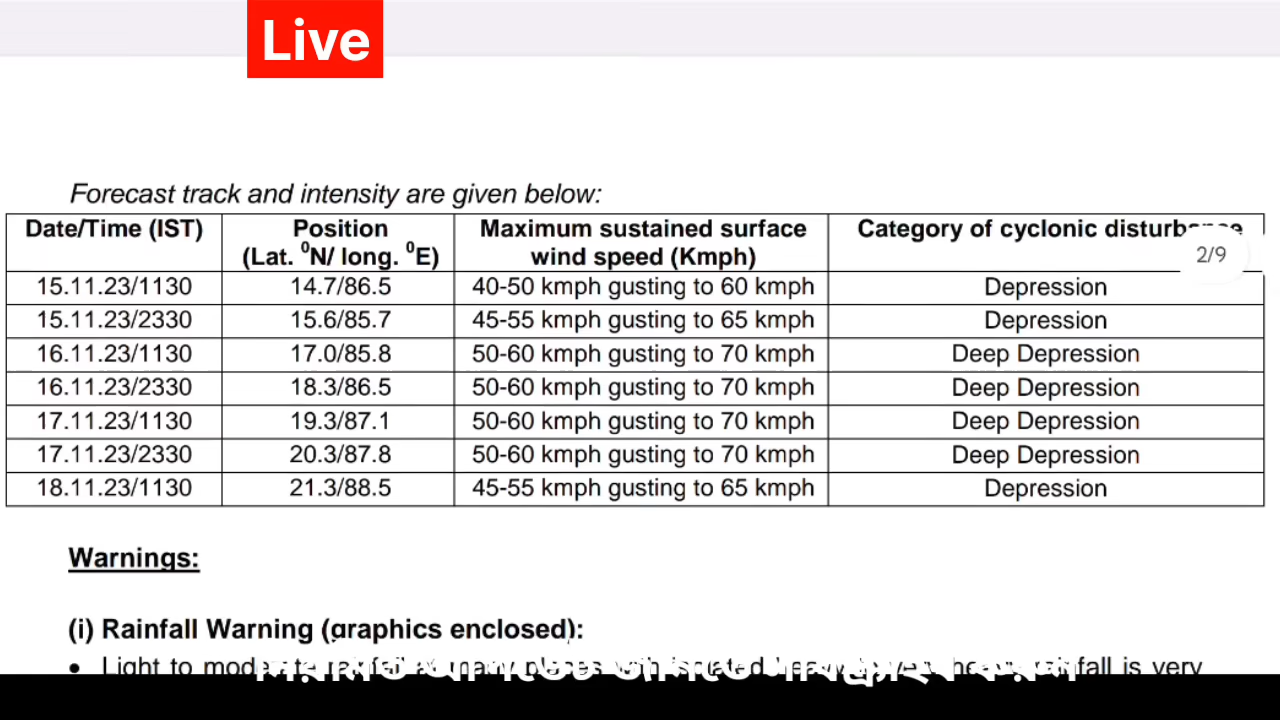 Live
Forecast track and intensity are given below:
Date/Time (IST) Position (Lat. ⁰N/ long. ⁰E) Maximum sustained surface wind speed (Kmph) Category of cyclonic disturbance
2/9
15.11.23/1130 14.7/86.5 40-50 kmph gusting to 60 kmph Depression
15.11.23/2330 15.6/85.7 45-55 kmph gusting to 65 kmph Depression
16.11.23/1130 17.0/85.8 50-60 kmph gusting to 70 kmph Deep Depression
16.11.23/2330 18.3/86.5 50-60 kmph gusting to 70 kmph Deep Depression
17.11.23/1130 19.3/87.1 50-60 kmph gusting to 70 kmph Deep Depression
17.11.23/2330 20.3/87.8 50-60 kmph gusting to 70 kmph Deep Depression
18.11.23/1130 21.3/88.5 45-55 kmph gusting to 65 kmph Depression
Warnings:
(i) Rainfall Warning (graphics enclosed):
• Light to fall is very